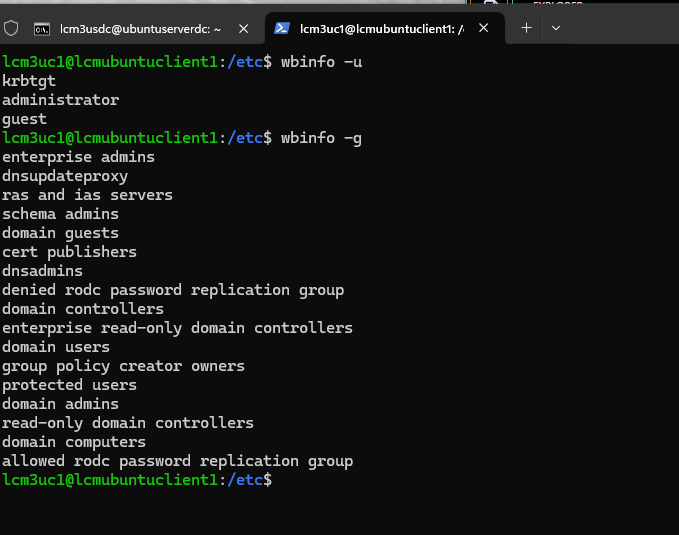 EXPLORER
lcm3usdc@ubuntuserverdc: ~
lcm3uc1@lcmubuntuclient1: /
lcm3uc1@lcmubuntuclient1:/etc$ wbinfo -u
krbtgt
administrator
guest
lcm3uc1@lcmubuntuclient1:/etc$ wbinfo -g
enterprise admins
dnsupdateproxy
ras and ias servers
schema admins
domain guests
cert publishers
dnsadmins
denied rodc password replication group
domain controllers
enterprise read-only domain controllers
domain users
group policy creator owners
protected users
domain admins
read-only domain controllers
domain computers
allowed rodc password replication group
lcm3uc1@lcmubuntuclient1:/etc$